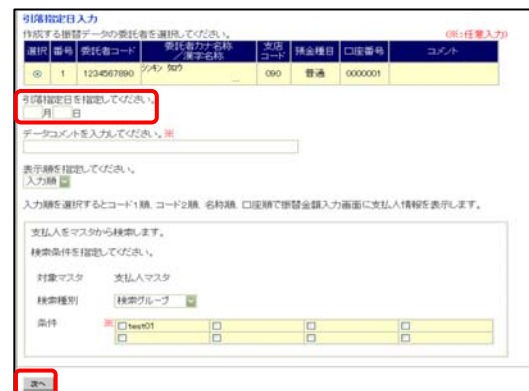 引落指定日入力
作成する振替データの委託者を選択してください。 (※:任意入力)
選択 番号 委託者コード 委託者カナ名称／漢字名称 支店コード 預金種目 口座番号 コメント
1 1234567890 シンキン タロウ 090 普通 0000001
引落指定日を指定してください。
月 日
データコメントを入力してください。※
表示順を指定してください。
入力順
入力順を選択するとコード1順、コード2順、名称順、口座順で振替金額入力画面に支払人情報を表示します。
支払人をマスタから検索します。
検索条件を指定してください。
対象マスタ 支払人マスタ
検索種別 検索グループ
条件 ※ test01
次へ